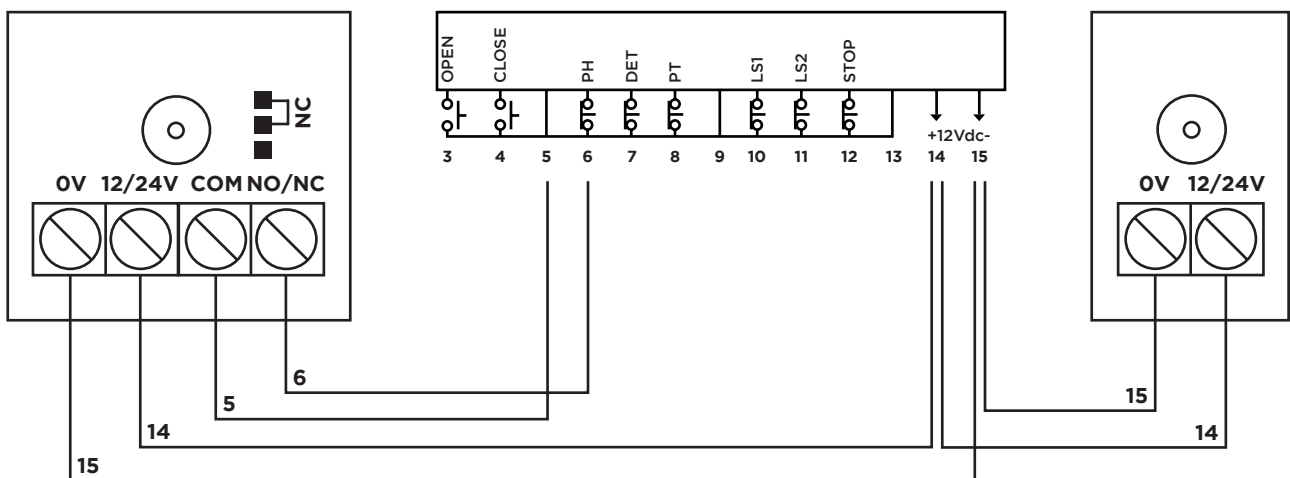 OPEN CLOSE PH DET PT LS1 LS2 STOP
NC
+12Vdc-
3 4 5 6 7 8 9 10 11 12 13 14 15
0V 12/24V COM NO/NC
0V 12/24V
6
5
15
14
14
15